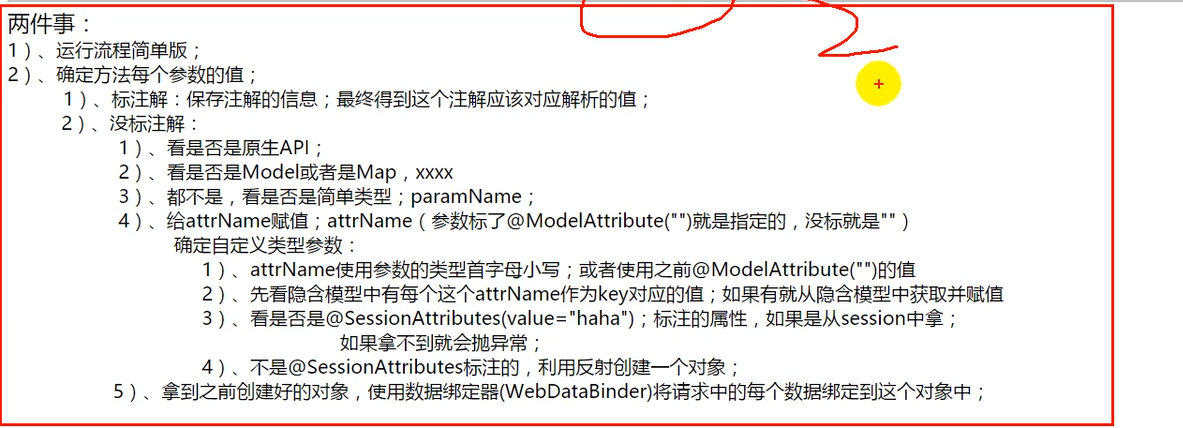 两件事：
1）、运行流程简单版；
2）、确定方法每个参数的值；
1）、标注解：保存注解的信息；最终得到这个注解应该对应解析的值；
2）、没标注解：
1）、看是否是原生API；
2）、看是否是Model或者是Map，xxxx
3）、都不是，看是否是简单类型；paramName；
4）、给attrName赋值；attrName（参数标了@ModelAttribute("")就是指定的，没标就是""）
确定自定义类型参数：
1）、attrName使用参数的类型首字母小写；或者使用之前@ModelAttribute("")的值
2）、先看隐含模型中有每个这个attrName作为key对应的值；如果有就从隐含模型中获取并赋值
3）、看是否是@SessionAttributes(value="haha")；标注的属性，如果是从session中拿；
如果拿不到就会抛异常；
4）、不是@SessionAttributes标注的，利用反射创建一个对象；
5）、拿到之前创建好的对象，使用数据绑定器(WebDataBinder)将请求中的每个数据绑定到这个对象中；